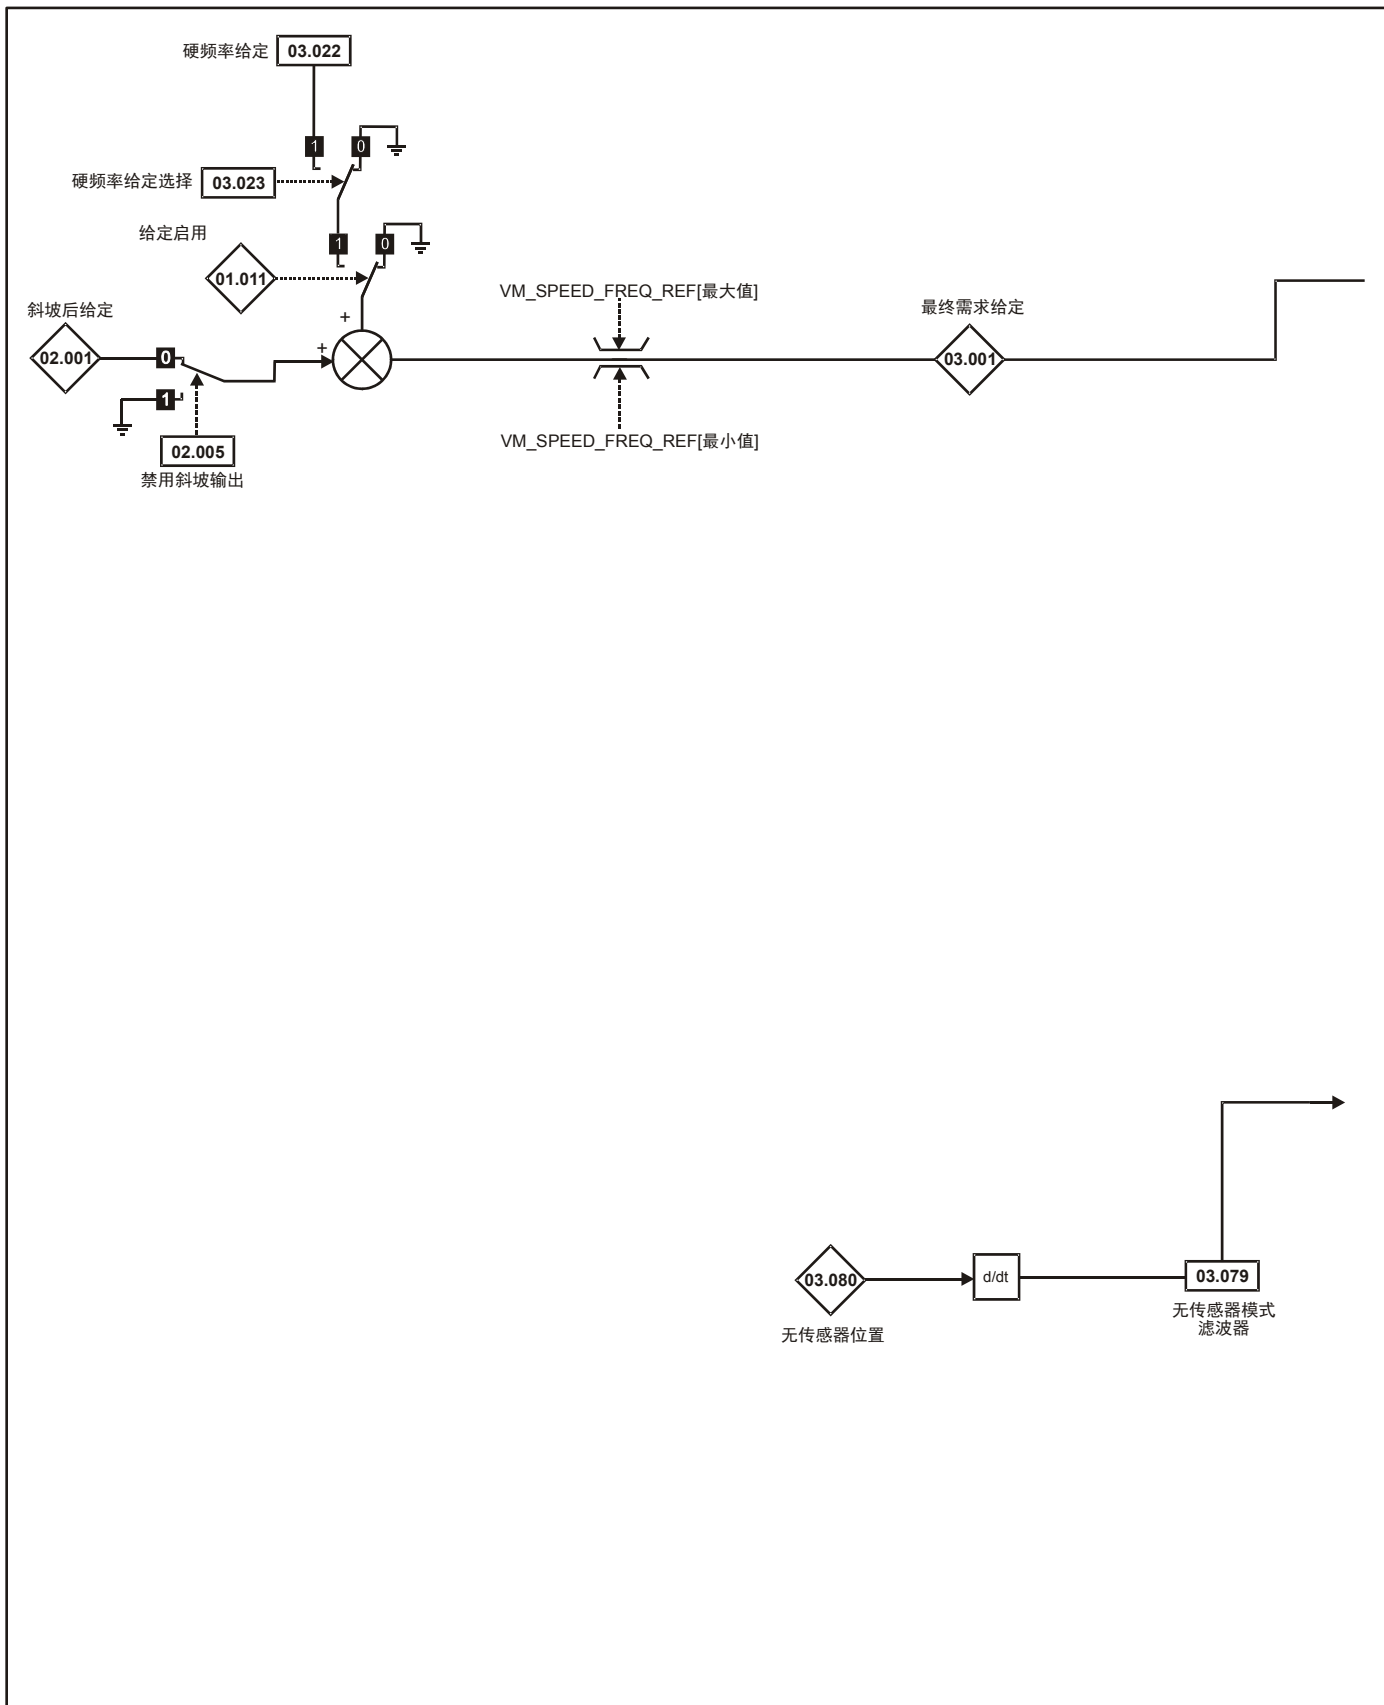 硬频率给定 03.022
1 0
硬频率给定选择 03.023
给定启用
1 0
01.011
VM_SPEED_FREQ_REF[最大值]
斜坡后给定
+
最终需求给定
02.001
0
+
03.001
1
VM_SPEED_FREQ_REF[最小值]
02.005
禁用斜坡输出
03.080
d/dt
03.079
无传感器位置
无传感器模式
滤波器